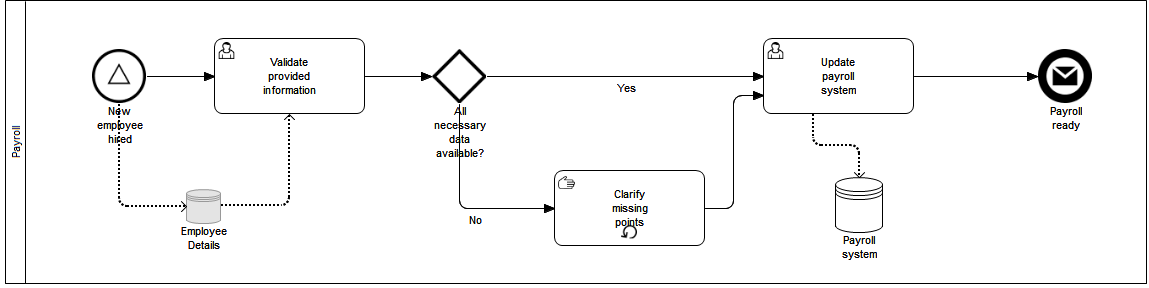 Payroll
New
employee
hired
Validate
provided
information
All
necessary
data
available?
Yes
No
Update
payroll
system
Payroll
ready
Employee
Details
Clarify
missing
points
Payroll
system